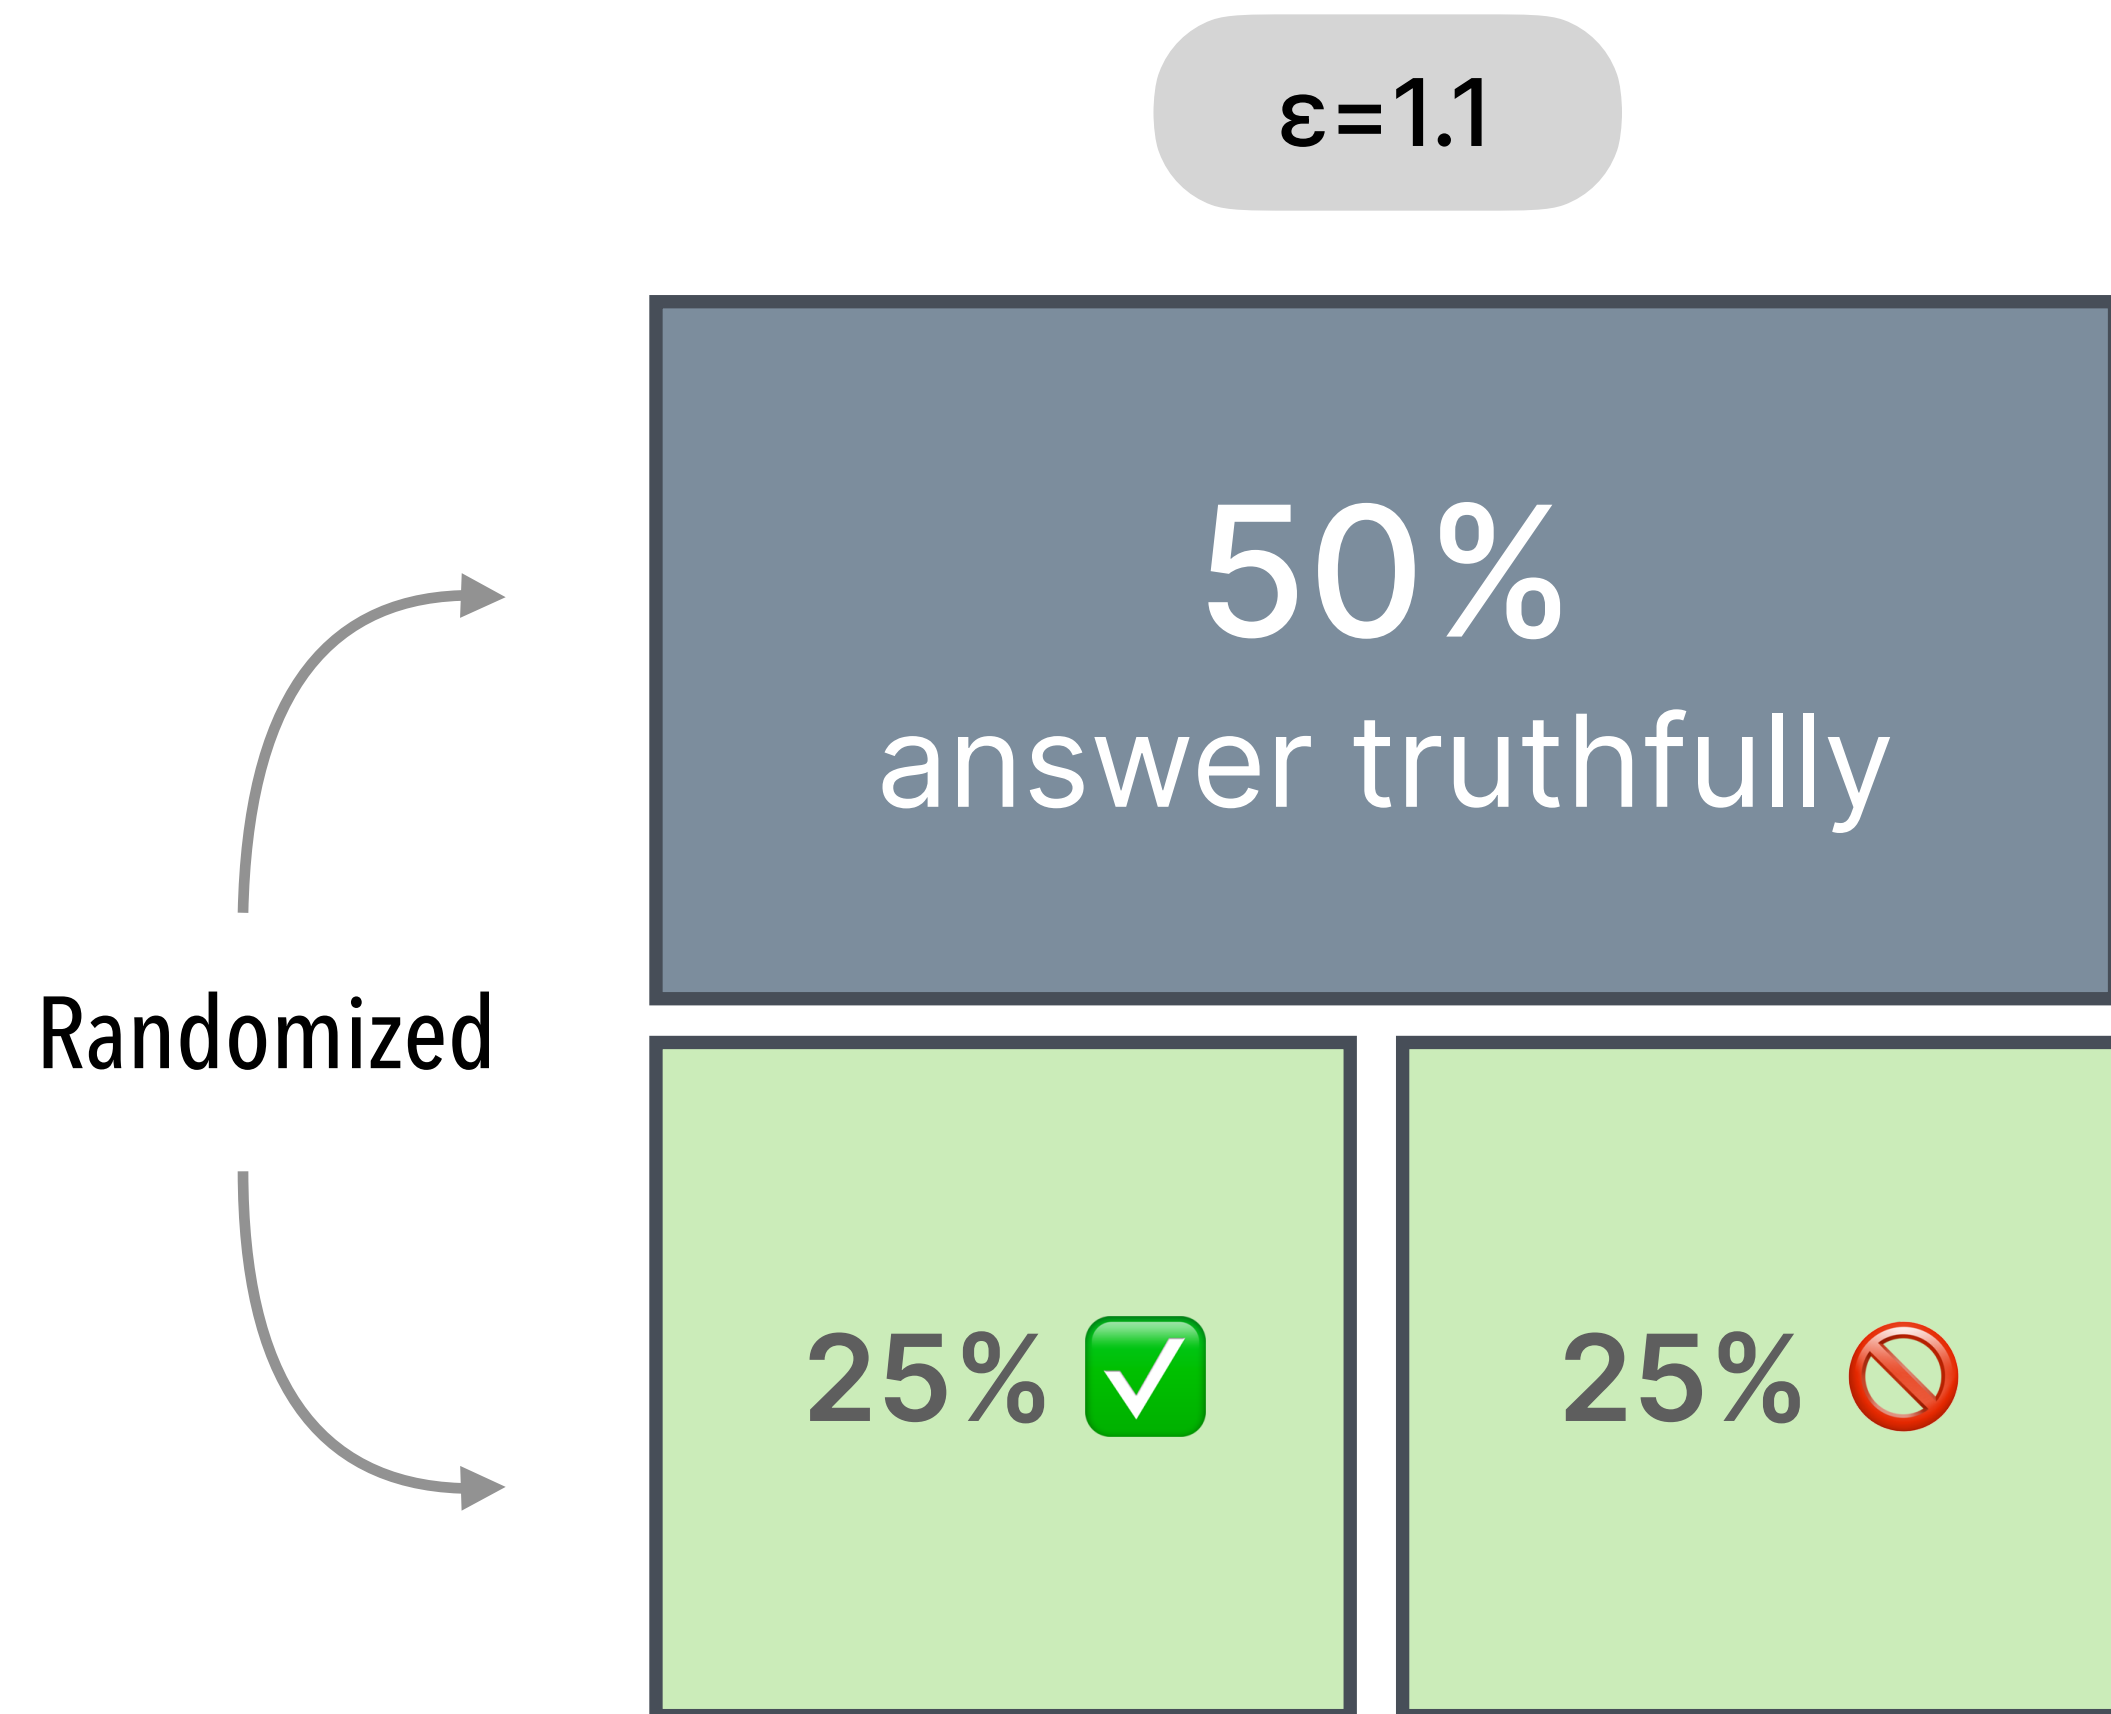 ε=1.1
50%
answer truthfully
Randomized
25% ✅
25% 🚫